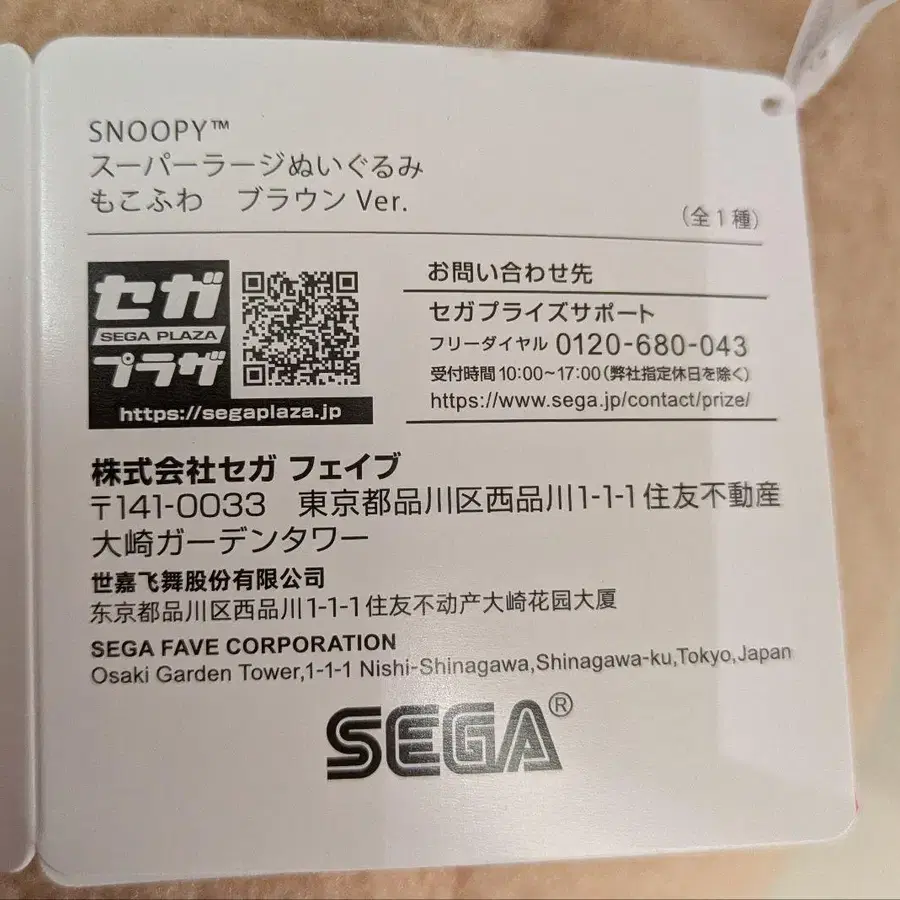 SNOOPY™
スーパーラージぬいぐるみ
もこふわ　ブラウン Ver.
(全1種)
セガ
SEGA PLAZA
プラザ
https://segaplaza.jp
お問い合わせ先
セガプライズサポート
フリーダイヤル 0120-680-043
受付時間 10:00~17:00(弊社指定休日を除く)
https://www.sega.jp/contact/prize/
株式会社セガ フェイブ
〒141-0033　東京都品川区西品川1-1-1住友不動産
大崎ガーデンタワー
世嘉飞舞股份有限公司
东京都品川区西品川1-1-1住友不动产大崎花园大厦
SEGA FAVE CORPORATION
Osaki Garden Tower,1-1-1 Nishi-Shinagawa,Shinagawa-ku,Tokyo,Japan
SEGA®